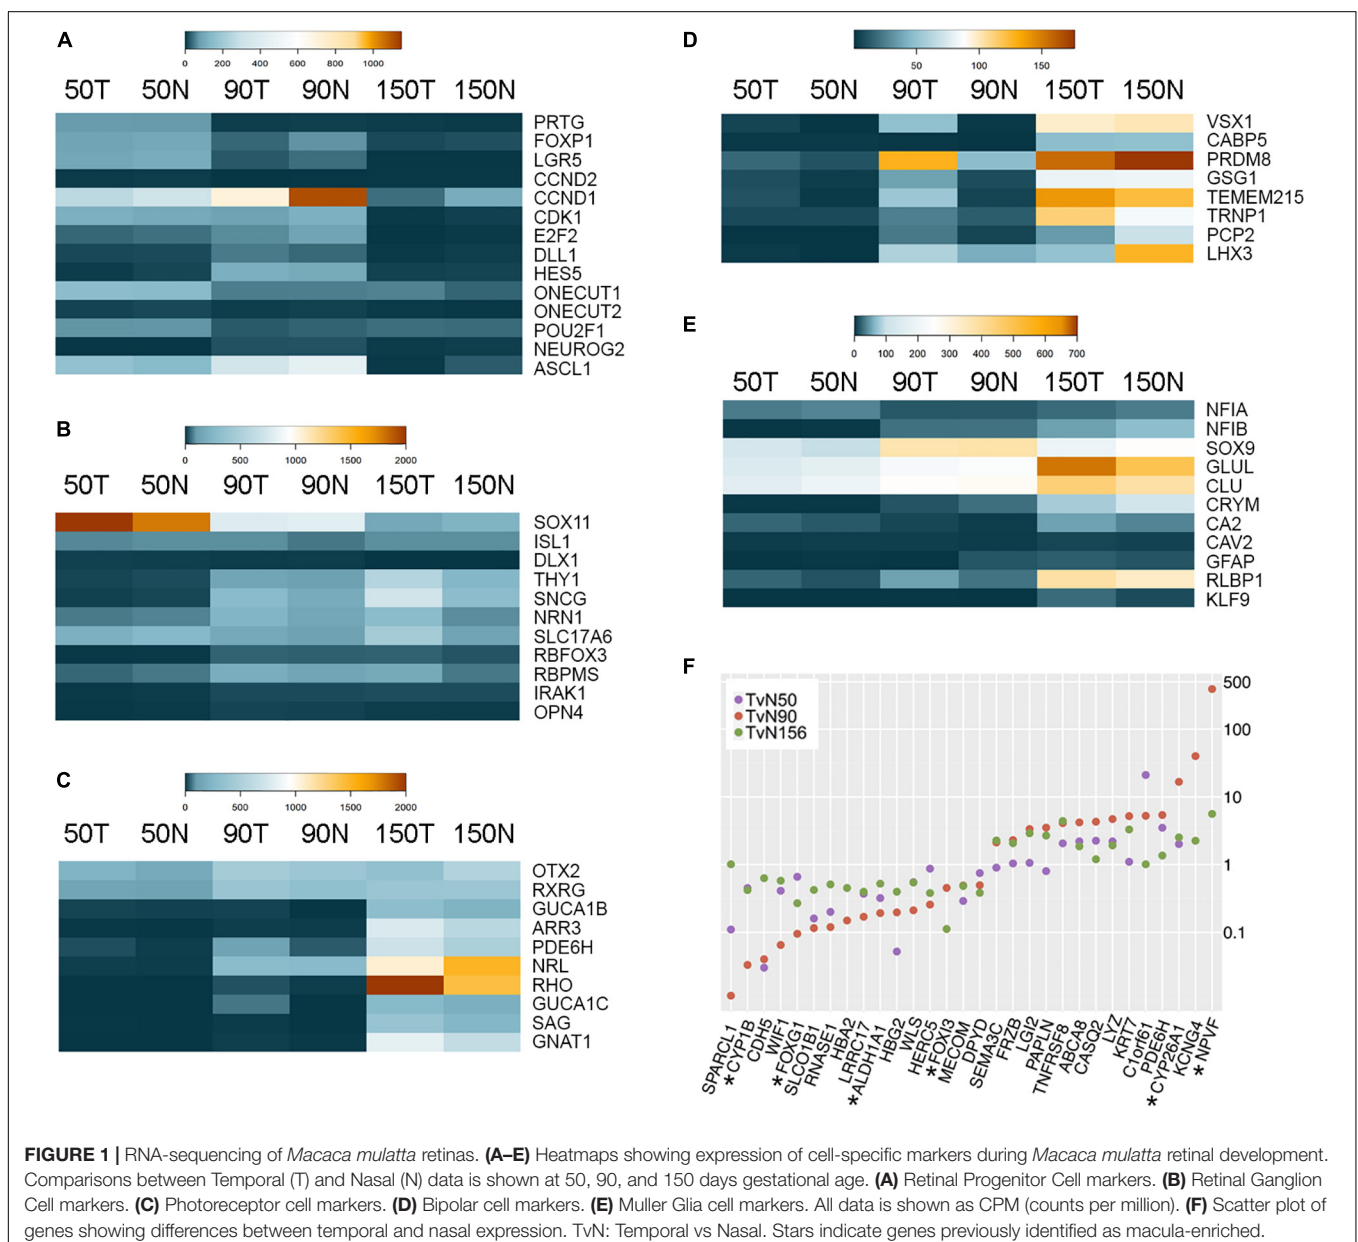 A
0 200 400 600 800 1000
50T 50N 90T 90N 150T 150N
PRTG
FOXP1
LGR5
CCND2
CCND1
CDK1
E2F2
DLL1
HES5
ONECUT1
ONECUT2
POU2F1
NEUROG2
ASCL1
B
0 500 1000 1500 2000
50T 50N 90T 90N 150T 150N
SOX11
ISL1
DLX1
THY1
SNCG
NRN1
SLC17A6
RBFOX3
RBPMS
IRAK1
OPN4
C
0 500 1000 1500 2000
50T 50N 90T 90N 150T 150N
OTX2
RXRG
GUCA1B
ARR3
PDE6H
NRL
RHO
GUCA1C
SAG
GNAT1
D
50 100 150
50T 50N 90T 90N 150T 150N
VSX1
CABP5
PRDM8
GSG1
TEMEM215
TRNP1
PCP2
LHX3
E
0 100 200 300 400 500 600 700
50T 50N 90T 90N 150T 150N
NFIA
NFIB
SOX9
GLUL
CLU
CRYM
CA2
CAV2
GFAP
RLBP1
KLF9
F
TvN50
TvN90
TvN156
500
100
10
1
0.1
SPARCL1
*CYP1B
CDH5
WIF1
*FOXG1
SLCO1B1
RNASE1
HBA2
LRRC17
*ALDH1A1
HBG2
WLS
HERC5
*FOXI3
MECOM
DPYD
SEMA3C
FRZB
LGI2
PAPLN
TNFRSF8
ABCA8
CASQ2
LYZ
KRT7
C1orf61
PDE6H
*CYP26A1
KCNG4
*NPVF
FIGURE 1 | RNA-sequencing of Macaca mulatta retinas. (A–E) Heatmaps showing expression of cell-specific markers during Macaca mulatta retinal development.
Comparisons between Temporal (T) and Nasal (N) data is shown at 50, 90, and 150 days gestational age. (A) Retinal Progenitor Cell markers. (B) Retinal Ganglion
Cell markers. (C) Photoreceptor cell markers. (D) Bipolar cell markers. (E) Muller Glia cell markers. All data is shown as CPM (counts per million). (F) Scatter plot of
genes showing differences between temporal and nasal expression. TvN: Temporal vs Nasal. Stars indicate genes previously identified as macula-enriched.